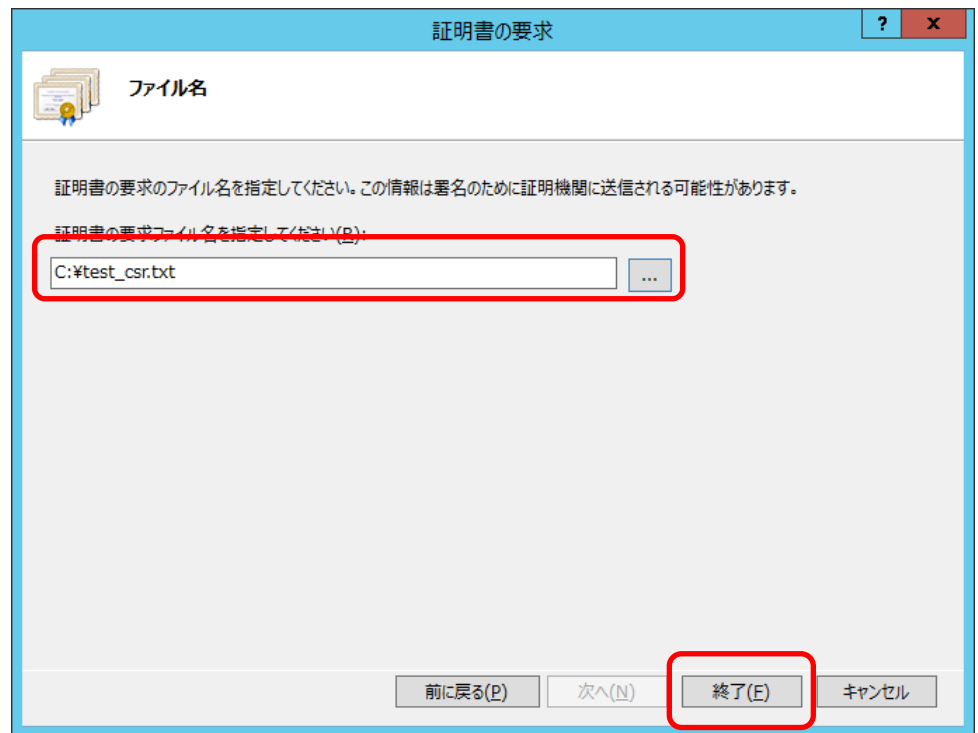 証明書の要求
? x
ファイル名
証明書の要求のファイル名を指定してください。この情報は署名のために証明機関に送信される可能性があります。
証明書の要求ファイル名を指定してください(R):
C:¥test_csr.txt
...
前に戻る(P) 次へ(N) 終了(F) キャンセル